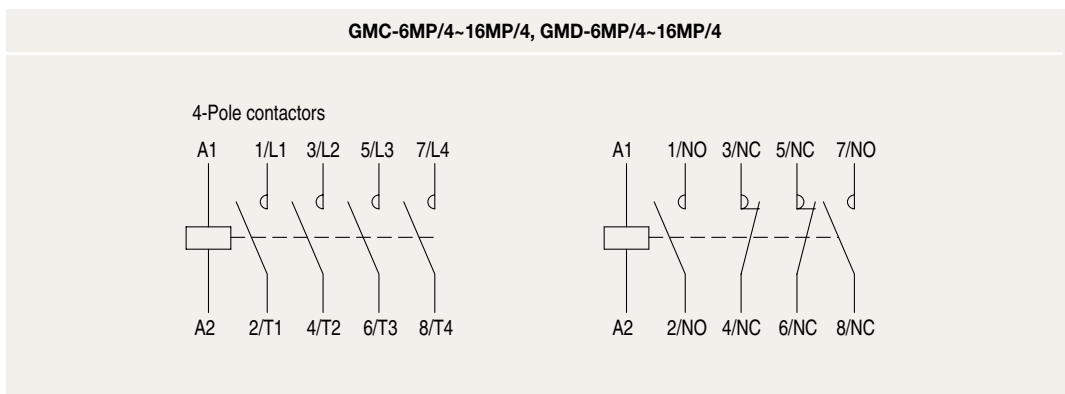 GMC-6MP/4~16MP/4, GMD-6MP/4~16MP/4
4-Pole contactors
A1 1/L1 3/L2 5/L3 7/L4
A2 2/T1 4/T2 6/T3 8/T4
A1 1/NO 3/NC 5/NC 7/NO
A2 2/NO 4/NC 6/NC 8/NC